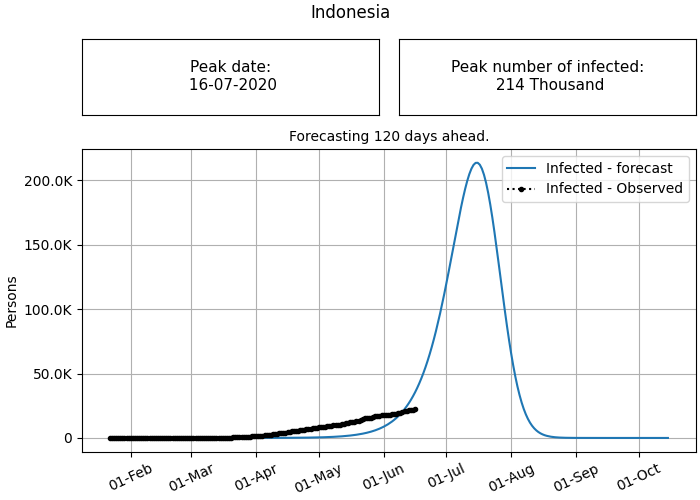 Indonesia
Peak date:
16-07-2020
Peak number of infected:
214 Thousand
Forecasting 120 days ahead.
Infected - forecast
Infected - Observed
200.0K
150.0K
100.0K
50.0K
0
Persons
01-Feb
01-Mar
01-Apr
01-May
01-Jun
01-Jul
01-Aug
01-Sep
01-Oct